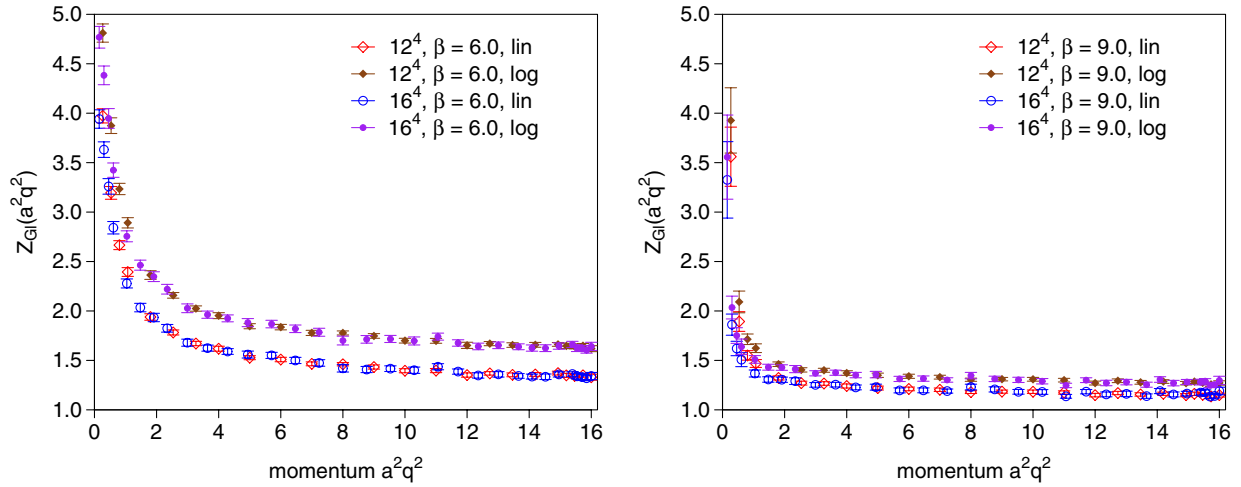 5.0
4.5
4.0
3.5
3.0
2.5
2.0
1.5
1.0
Z_Gl(a²q²)
0 2 4 6 8 10 12 14 16
momentum a²q²
12⁴, β = 6.0, lin
12⁴, β = 6.0, log
16⁴, β = 6.0, lin
16⁴, β = 6.0, log
5.0
4.5
4.0
3.5
3.0
2.5
2.0
1.5
1.0
Z_Gl(a²q²)
0 2 4 6 8 10 12 14 16
momentum a²q²
12⁴, β = 9.0, lin
12⁴, β = 9.0, log
16⁴, β = 9.0, lin
16⁴, β = 9.0, log